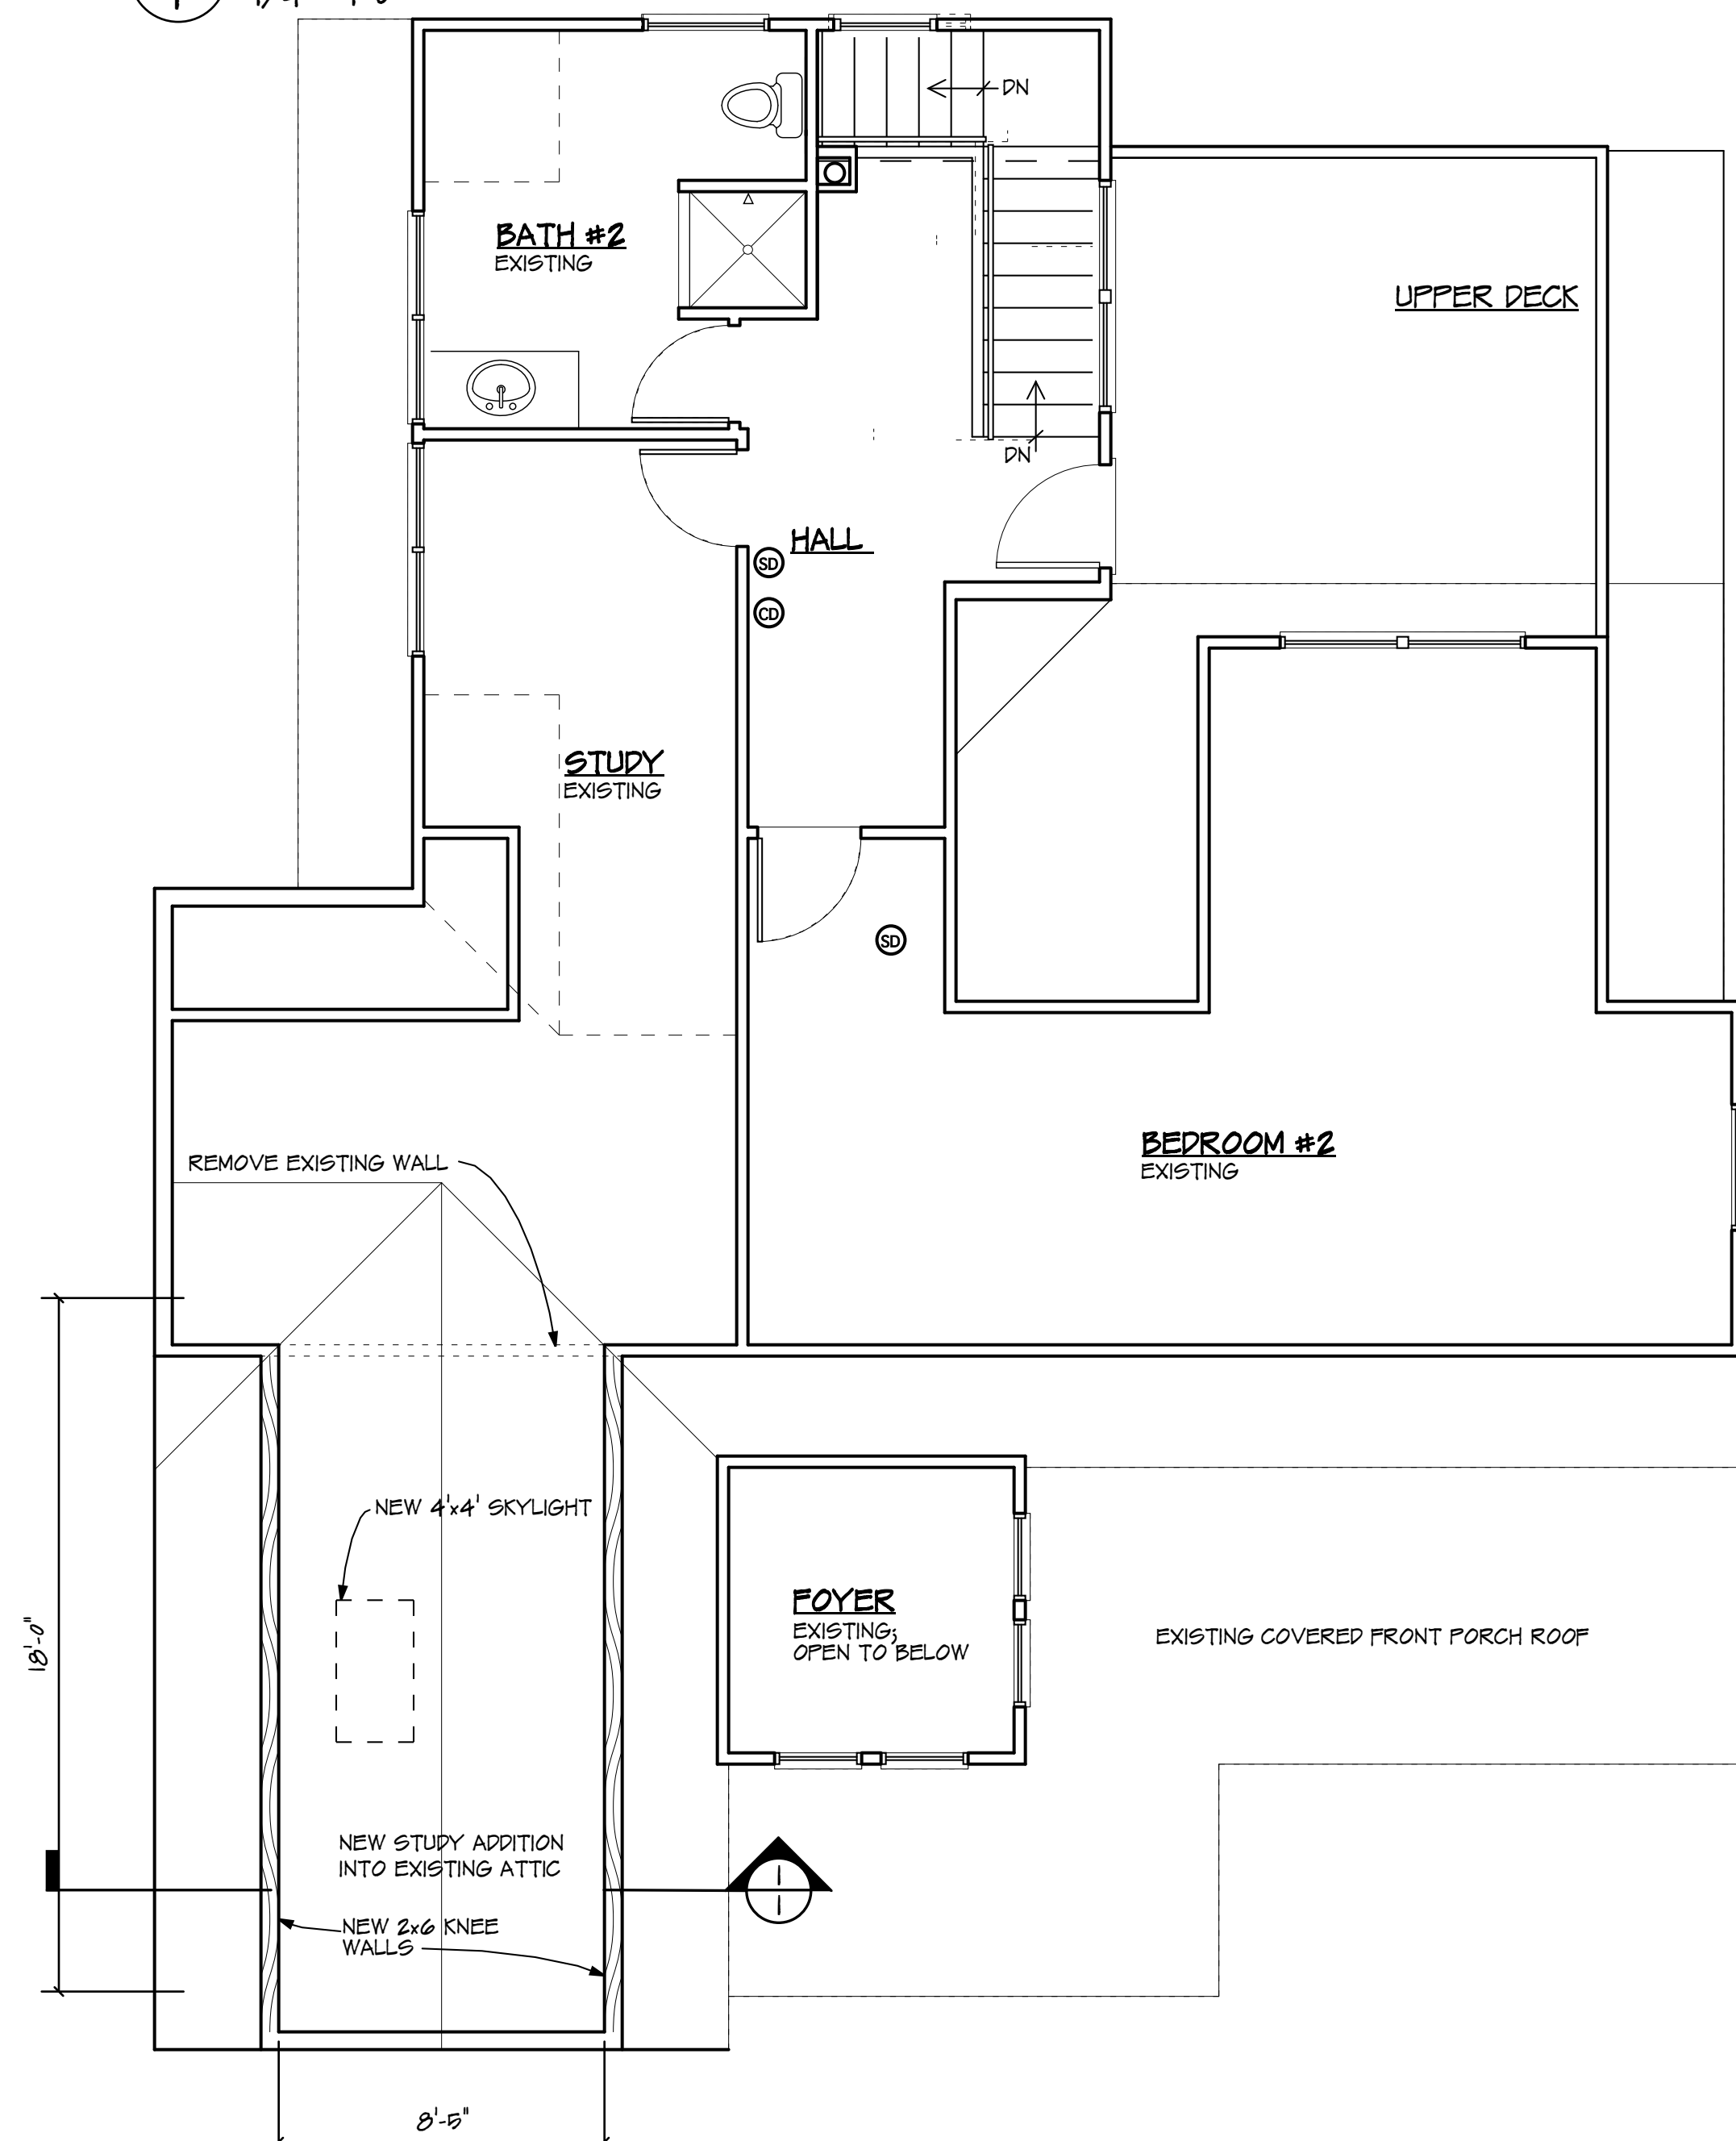 DN
BATH #2
EXISTING
UPPER DECK
DN
HALL
SD
CD
STUDY
EXISTING
SD
BEDROOM #2
EXISTING
REMOVE EXISTING WALL
NEW 4'x4' SKYLIGHT
FOYER
EXISTING;
OPEN TO BELOW
EXISTING COVERED FRONT PORCH ROOF
18'-0"
NEW STUDY ADDITION
INTO EXISTING ATTIC
NEW 2x6 KNEE
WALLS
8'-5"